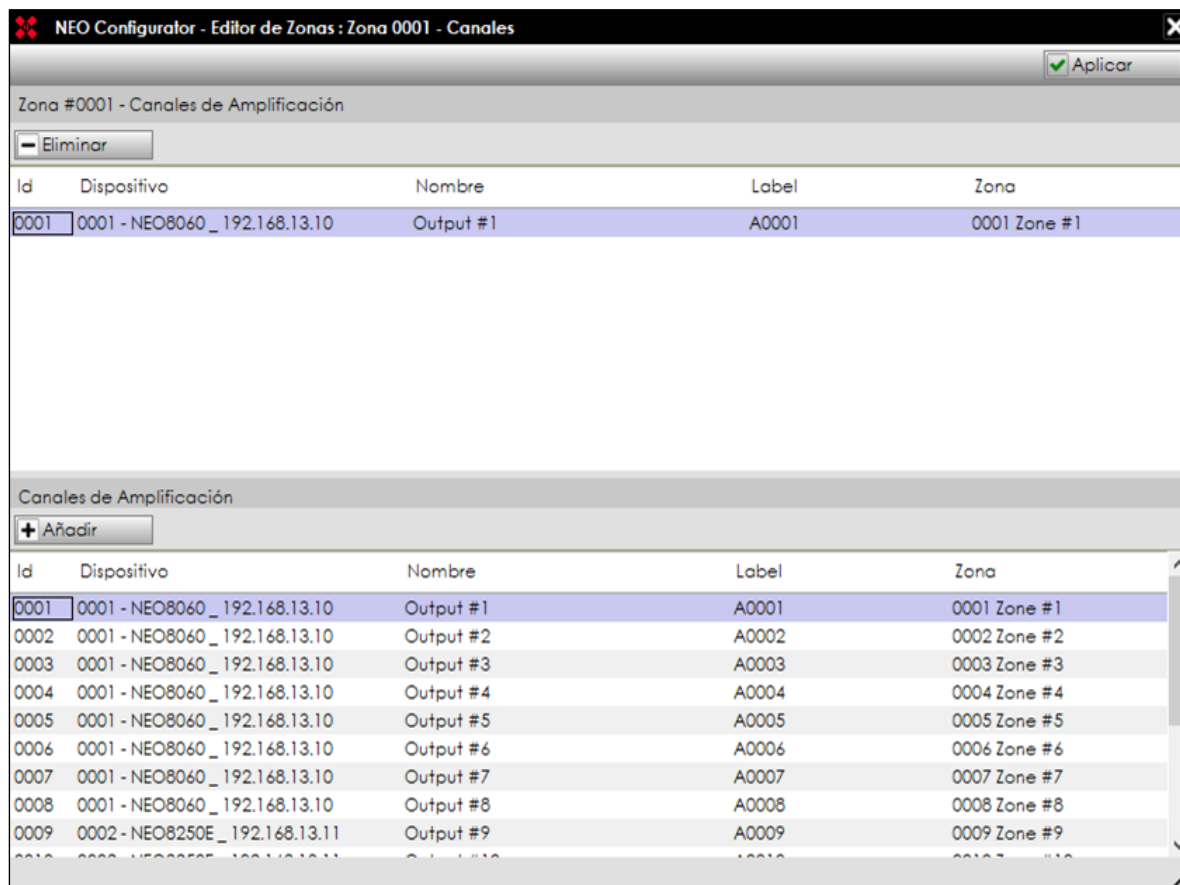 NEO Configurator - Editor de Zonas : Zona 0001 - Canales
Aplicar
Zona #0001 - Canales de Amplificación
Eliminar
Id Dispositivo Nombre Label Zona
0001 0001 - NEO8060 _ 192.168.13.10 Output #1 A0001 0001 Zone #1
Canales de Amplificación
Añadir
Id Dispositivo Nombre Label Zona
0001 0001 - NEO8060 _ 192.168.13.10 Output #1 A0001 0001 Zone #1
0002 0001 - NEO8060 _ 192.168.13.10 Output #2 A0002 0002 Zone #2
0003 0001 - NEO8060 _ 192.168.13.10 Output #3 A0003 0003 Zone #3
0004 0001 - NEO8060 _ 192.168.13.10 Output #4 A0004 0004 Zone #4
0005 0001 - NEO8060 _ 192.168.13.10 Output #5 A0005 0005 Zone #5
0006 0001 - NEO8060 _ 192.168.13.10 Output #6 A0006 0006 Zone #6
0007 0001 - NEO8060 _ 192.168.13.10 Output #7 A0007 0007 Zone #7
0008 0001 - NEO8060 _ 192.168.13.10 Output #8 A0008 0008 Zone #8
0009 0002 - NEO8250E _ 192.168.13.11 Output #9 A0009 0009 Zone #9